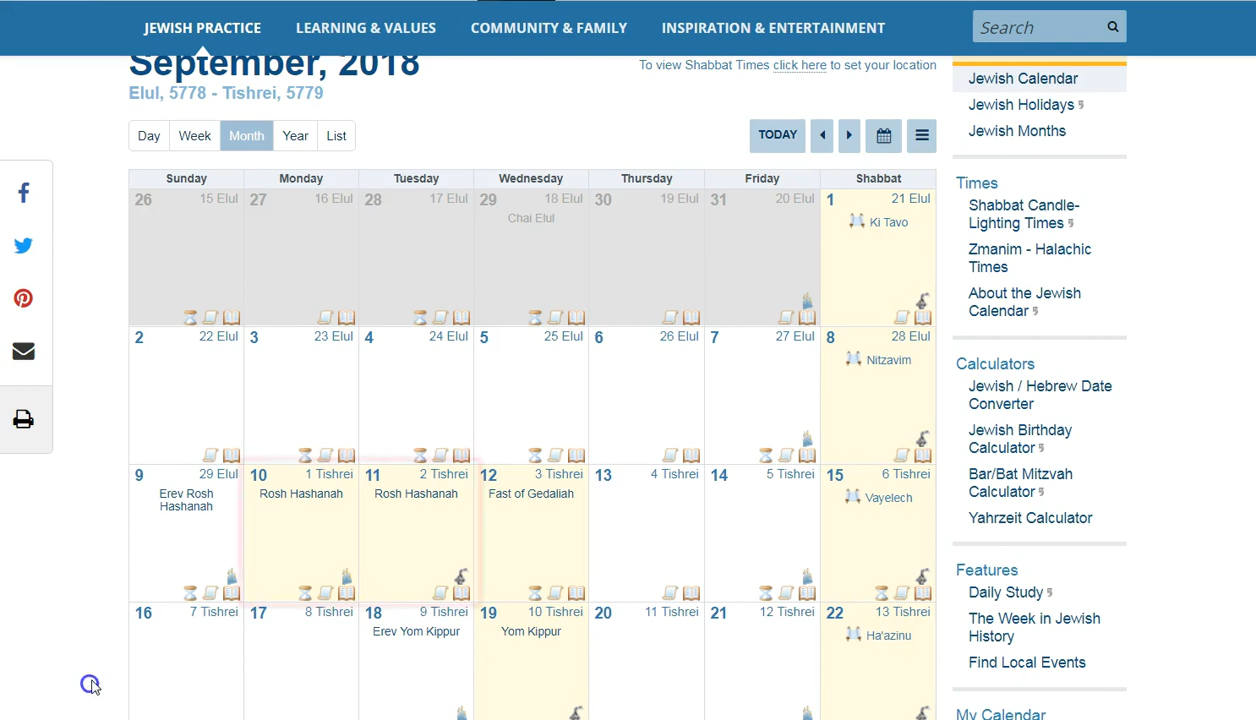 JEWISH PRACTICE LEARNING & VALUES COMMUNITY & FAMILY INSPIRATION & ENTERTAINMENT Search
September, 2018
To view Shabbat Times click here to set your location
Elul, 5778 - Tishrei, 5779
Day Week Month Year List
TODAY
Sunday Monday Tuesday Wednesday Thursday Friday Shabbat
26 15 Elul 27 16 Elul 28 17 Elul 29 18 Elul 30 19 Elul 31 20 Elul 1 21 Elul
Chai Elul Ki Tavo
2 22 Elul 3 23 Elul 4 24 Elul 5 25 Elul 6 26 Elul 7 27 Elul 8 28 Elul
Nitzavim
9 29 Elul 10 1 Tishrei 11 2 Tishrei 12 3 Tishrei 13 4 Tishrei 14 5 Tishrei 15 6 Tishrei
Erev Rosh Rosh Hashanah Rosh Hashanah Fast of Gedaliah Vayelech
Hashanah
16 7 Tishrei 17 8 Tishrei 18 9 Tishrei 19 10 Tishrei 20 11 Tishrei 21 12 Tishrei 22 13 Tishrei
Erev Yom Kippur Yom Kippur Ha'azinu
Jewish Calendar
Jewish Holidays
Jewish Months
Times
Shabbat Candle-
Lighting Times
Zmanim - Halachic
Times
About the Jewish
Calendar
Calculators
Jewish / Hebrew Date
Converter
Jewish Birthday
Calculator
Bar/Bat Mitzvah
Calculator
Yahrzeit Calculator
Features
Daily Study
The Week in Jewish
History
Find Local Events
My Calendar